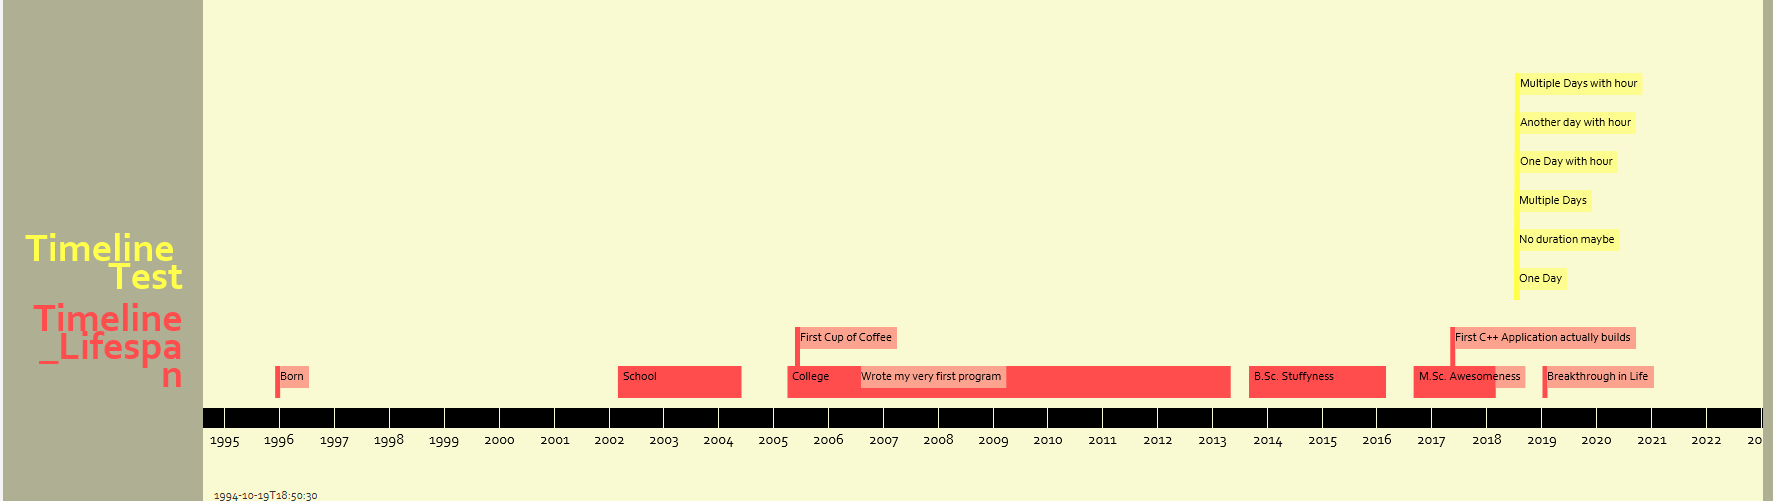 Timeline
Test
Timeline
_Lifespa
n
Multiple Days with hour
Another day with hour
One Day with hour
Multiple Days
No duration maybe
One Day
First Cup of Coffee
First C++ Application actually builds
Born
School
College
Wrote my very first program
B.Sc. Stuffyness
M.Sc. Awesomeness
Breakthrough in Life
1995 1996 1997 1998 1999 2000 2001 2002 2003 2004 2005 2006 2007 2008 2009 2010 2011 2012 2013 2014 2015 2016 2017 2018 2019 2020 2021 2022 20
1994-10-19T18:50:30